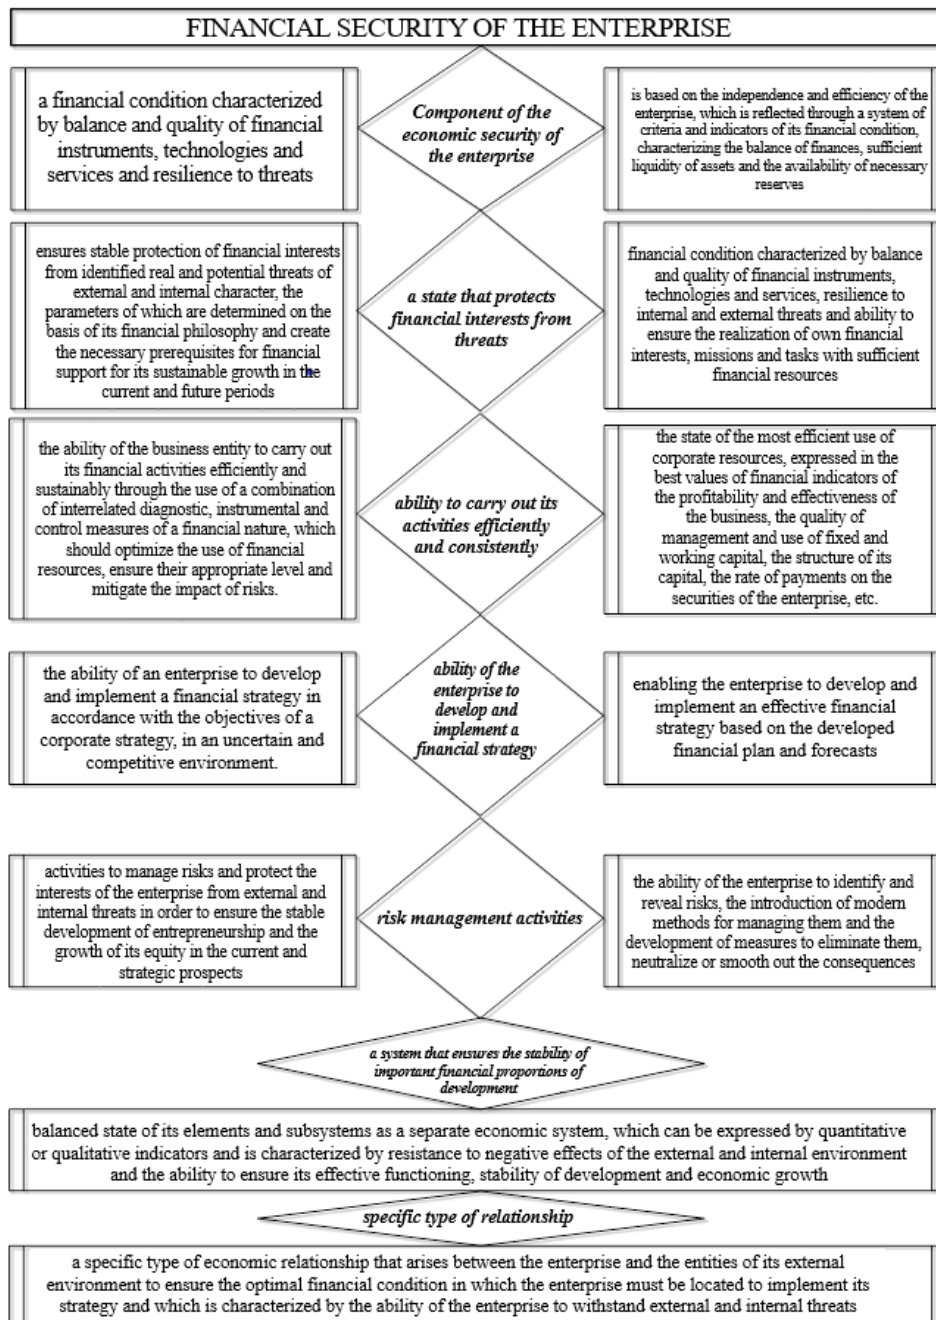 FINANCIAL SECURITY OF THE ENTERPRISE
a financial condition characterized
by balance and quality of financial
instruments, technologies and
services and resilience to threats
Component of the
economic security of
the enterprise
is based on the independence and efficiency of the
enterprise, which is reflected through a system of
criteria and indicators of its financial condition,
characterizing the balance of finances, sufficient
liquidity of assets and the availability of necessary
reserves
ensures stable protection of financial interests
from identified real and potential threats of
external and internal character, the
parameters of which are determined on the
basis of its financial philosophy and create
the necessary prerequisites for financial
support for its sustainable growth in the
current and future periods
a state that protects
financial interests from
threats
financial condition characterized by balance
and quality of financial instruments,
technologies and services, resilience to
internal and external threats and ability to
ensure the realization of own financial
interests, missions and tasks with sufficient
financial resources
the ability of the business entity to carry out
its financial activities efficiently and
sustainably through the use of a combination
of interrelated diagnostic, instrumental and
control measures of a financial nature, which
should optimize the use of financial
resources, ensure their appropriate level and
mitigate the impact of risks.
ability to carry out its
activities efficiently
and consistently
the state of the most efficient use of
corporate resources, expressed in the
best values of financial indicators of
the profitability and effectiveness of
the business, the quality of
management and use of fixed and
working capital, the structure of its
capital, the rate of payments on the
securities of the enterprise, etc.
the ability of an enterprise to develop
and implement a financial strategy in
accordance with the objectives of a
corporate strategy, in an uncertain and
competitive environment.
ability of the
enterprise to
develop and
implement a
financial strategy
enabling the enterprise to develop and
implement an effective financial
strategy based on the developed
financial plan and forecasts
activities to manage risks and protect the
interests of the enterprise from external and
internal threats in order to ensure the stable
development of entrepreneurship and the
growth of its equity in the current and
strategic prospects
risk management activities
the ability of the enterprise to identify and
reveal risks, the introduction of modern
methods for managing them and the
development of measures to eliminate them,
neutralize or smooth out the consequences
a system that ensures the stability of
important financial proportions of
development
balanced state of its elements and subsystems as a separate economic system, which can be expressed by quantitative
or qualitative indicators and is characterized by resistance to negative effects of the external and internal environment
and the ability to ensure its effective functioning, stability of development and economic growth
specific type of relationship
a specific type of economic relationship that arises between the enterprise and the entities of its external
environment to ensure the optimal financial condition in which the enterprise must be located to implement its
strategy and which is characterized by the ability of the enterprise to withstand external and internal threats